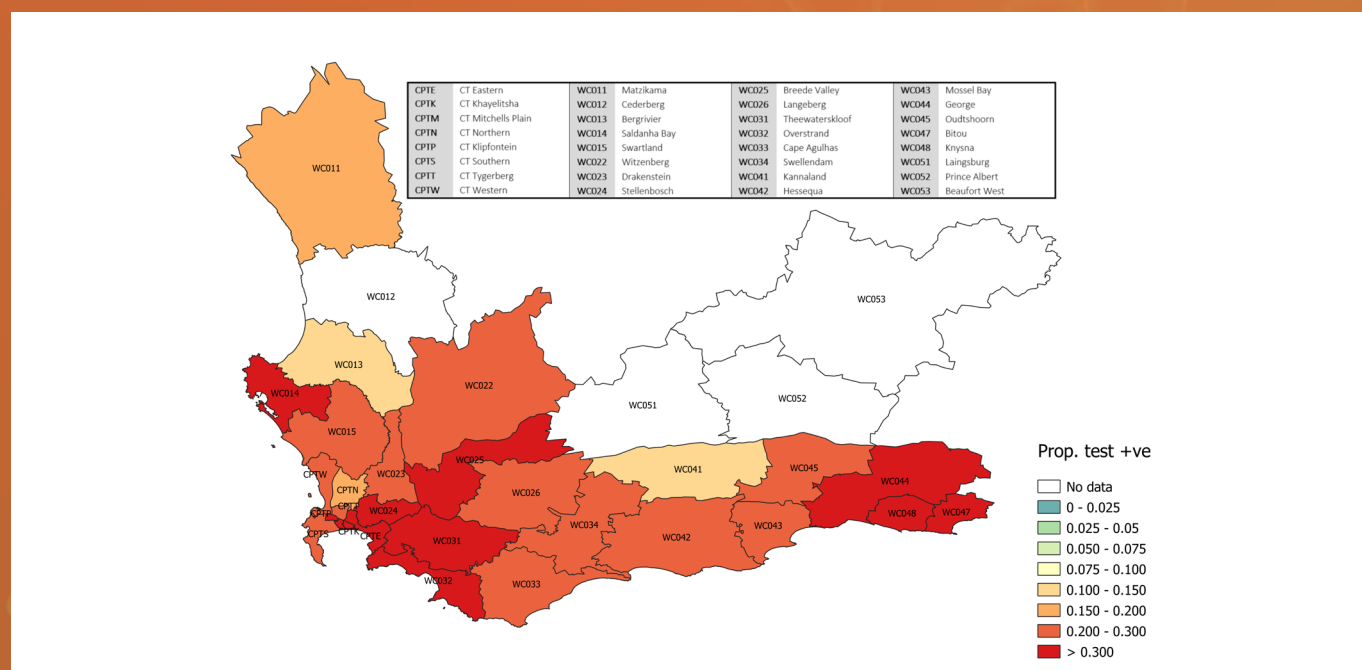 CPTE CT Eastern WC011 Matzikama WC025 Breede Valley WC043 Mossel Bay
CPTK CT Khayelitsha WC012 Cederberg WC026 Langeberg WC044 George
CPTM CT Mitchells Plain WC013 Bergrivier WC031 Theewaterskloof WC045 Oudtshoorn
CPTN CT Northern WC014 Saldanha Bay WC032 Overstrand WC047 Bitou
CPTP CT Klipfontein WC015 Swartland WC033 Cape Agulhas WC048 Knysna
CPTS CT Southern WC022 Witzenberg WC034 Swellendam WC051 Laingsburg
CPTT CT Tygerberg WC023 Drakenstein WC041 Kannaland WC052 Prince Albert
CPTW CT Western WC024 Stellenbosch WC042 Hessequa WC053 Beaufort West
WC011
WC012
WC053
WC013
WC014
WC022
WC052
WC051
WC015
WC025
WC041
WC045
WC023
CPTW
WC044
CPTN
WC026
CPTP
WC024
WC048
WC047
WC034
WC043
CPTS
CPTK
CPTE
WC042
WC031
WC032
WC033
Prop. test +ve
No data
0 - 0.025
0.025 - 0.05
0.050 - 0.075
0.075 - 0.100
0.100 - 0.150
0.150 - 0.200
0.200 - 0.300
> 0.300